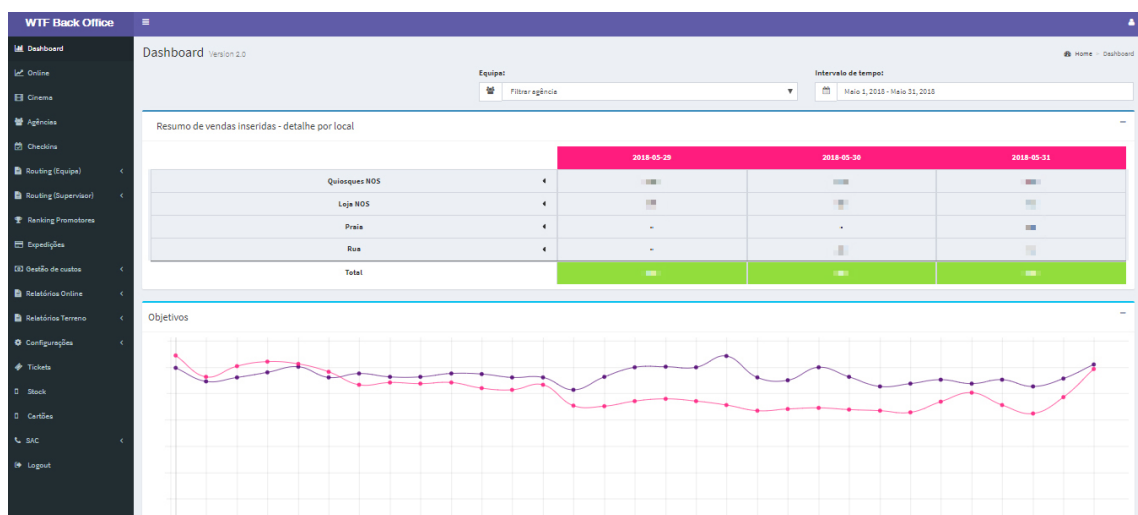 WTF Back Office
Dashboard
Online
Cinema
Agências
Checkins
Routing (Equipa)
Routing (Supervisor)
Ranking Promotores
Expedições
Gestão de custos
Relatórios Online
Relatórios Terreno
Configurações
Tickets
Stock
Cartões
SAC
Logout
Dashboard Version 2.0
Home > Dashboard
Equipa:
Filtrar agência
Intervalo de tempo:
Maio 1, 2018 - Maio 31, 2018
Resumo de vendas inseridas - detalhe por local
2018-05-29 2018-05-30 2018-05-31
Quiosques NOS
Loja NOS
Praia - -
Rua -
Total
Objetivos